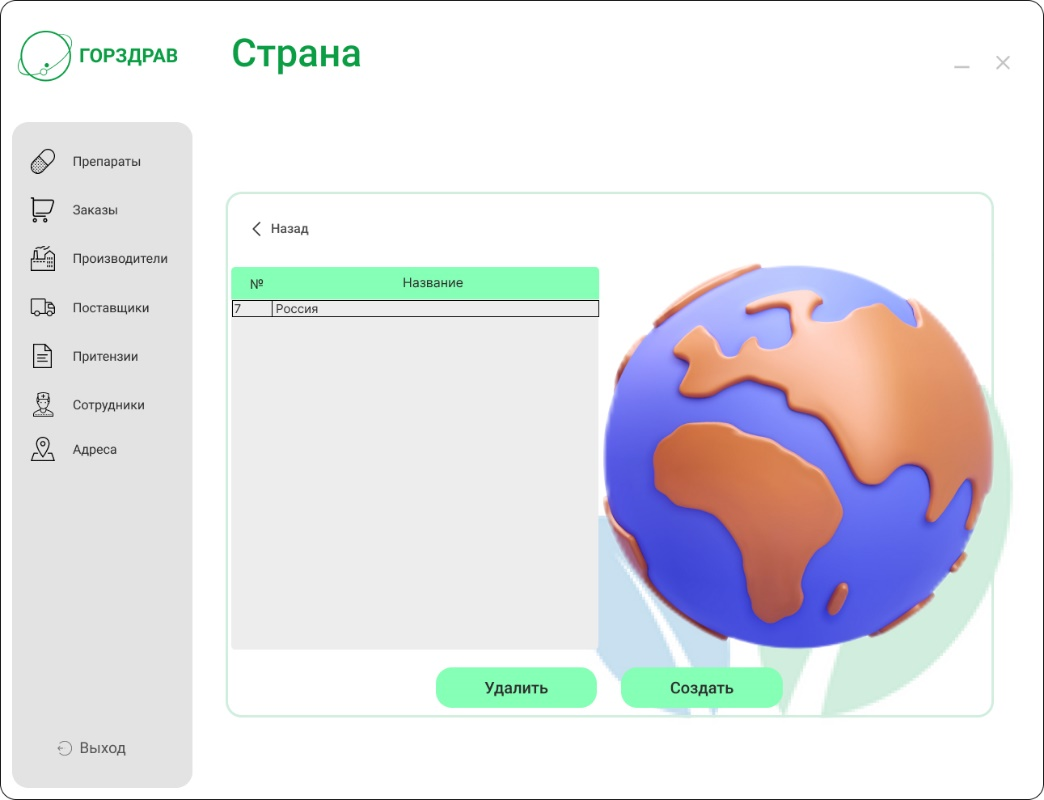 ГОРЗДРАВ
Страна
Препараты
Заказы
Производители
Поставщики
Притензии
Сотрудники
Адреса
Выход
Назад
№ Название
7 Россия
Удалить Создать